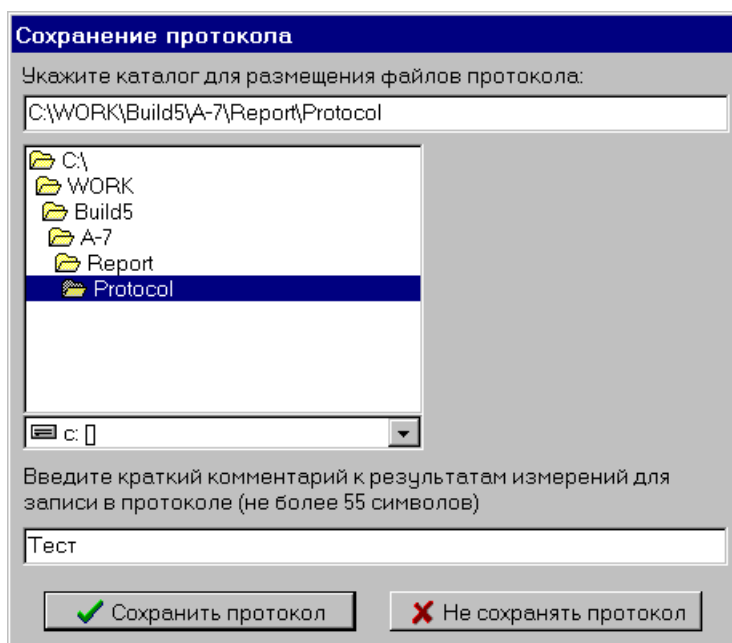 Сохранение протокола
Укажите каталог для размещения файлов протокола:
C:\WORK\Build5\A-7\Report\Protocol
C:\
WORK
Build5
A-7
Report
Protocol
c: []
Введите краткий комментарий к результатам измерений для
записи в протоколе (не более 55 символов)
Тест
Сохранить протокол
Не сохранять протокол